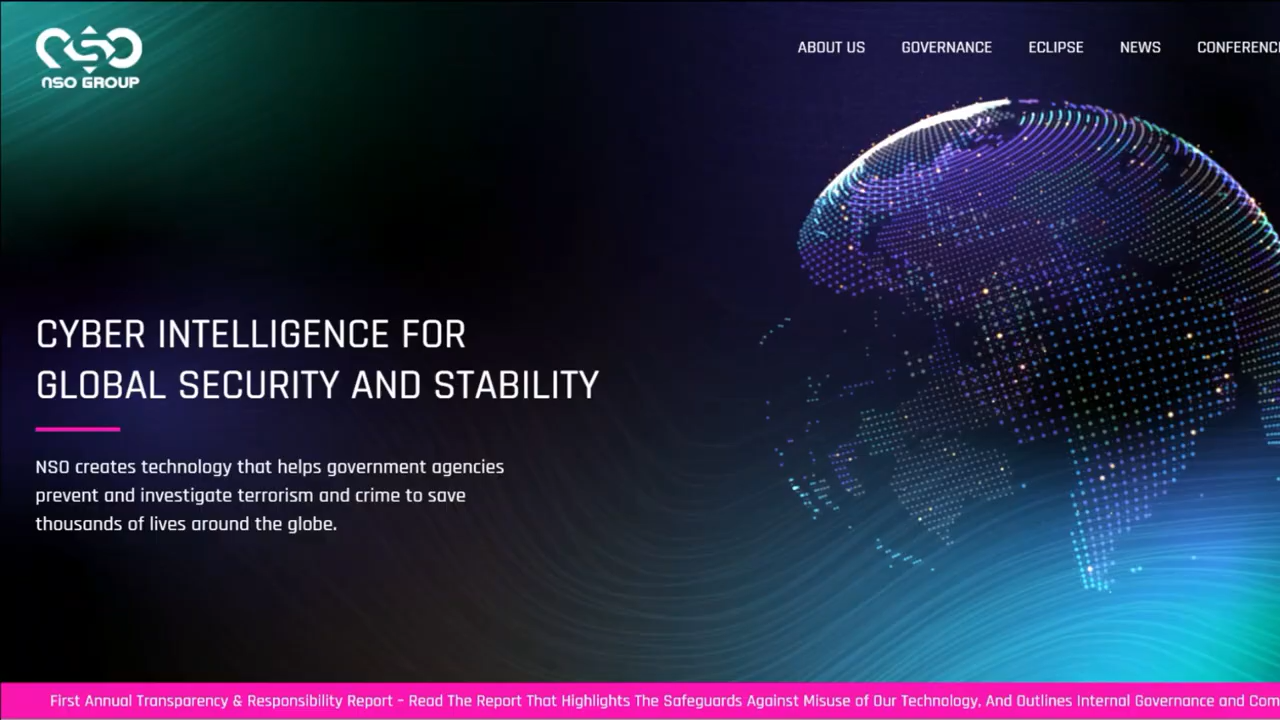 NSO GROUP
ABOUT US GOVERNANCE ECLIPSE NEWS CONFERENC
CYBER INTELLIGENCE FOR
GLOBAL SECURITY AND STABILITY
NSO creates technology that helps government agencies
prevent and investigate terrorism and crime to save
thousands of lives around the globe.
First Annual Transparency & Responsibility Report - Read The Report That Highlights The Safeguards Against Misuse of Our Technology, And Outlines Internal Governance and Com